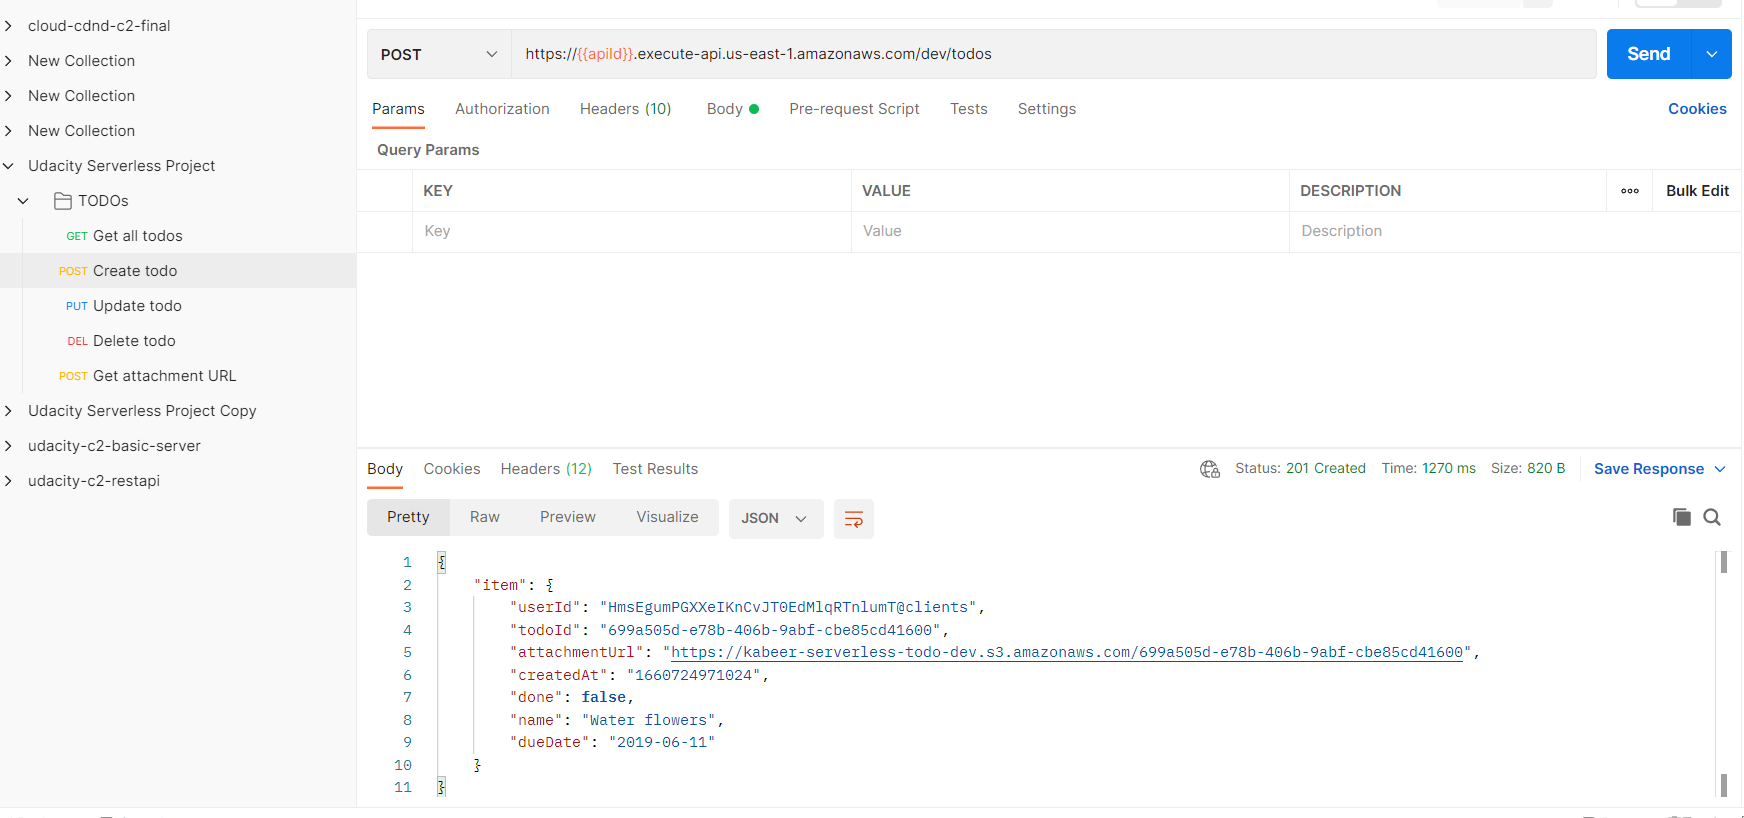 cloud-cdnd-c2-final
New Collection
New Collection
New Collection
Udacity Serverless Project
TODOs
GET Get all todos
POST Create todo
PUT Update todo
DEL Delete todo
POST Get attachment URL
Udacity Serverless Project Copy
udacity-c2-basic-server
udacity-c2-restapi
POST https://{{apiId}}.execute-api.us-east-1.amazonaws.com/dev/todos Send
Params Authorization Headers (10) Body Pre-request Script Tests Settings Cookies
Query Params
KEY VALUE DESCRIPTION Bulk Edit
Key Value Description
Body Cookies Headers (12) Test Results Status: 201 Created Time: 1270 ms Size: 820 B Save Response
Pretty Raw Preview Visualize JSON
1 {
2 "item": {
3 "userId": "HmsEgumPGXXeIKnCvJT0EdMlqRTnlumT@clients",
4 "todoId": "699a505d-e78b-406b-9abf-cbe85cd41600",
5 "attachmentUrl": "https://kabeer-serverless-todo-dev.s3.amazonaws.com/699a505d-e78b-406b-9abf-cbe85cd41600",
6 "createdAt": "1660724971024",
7 "done": false,
8 "name": "Water flowers",
9 "dueDate": "2019-06-11"
10 }
11 }